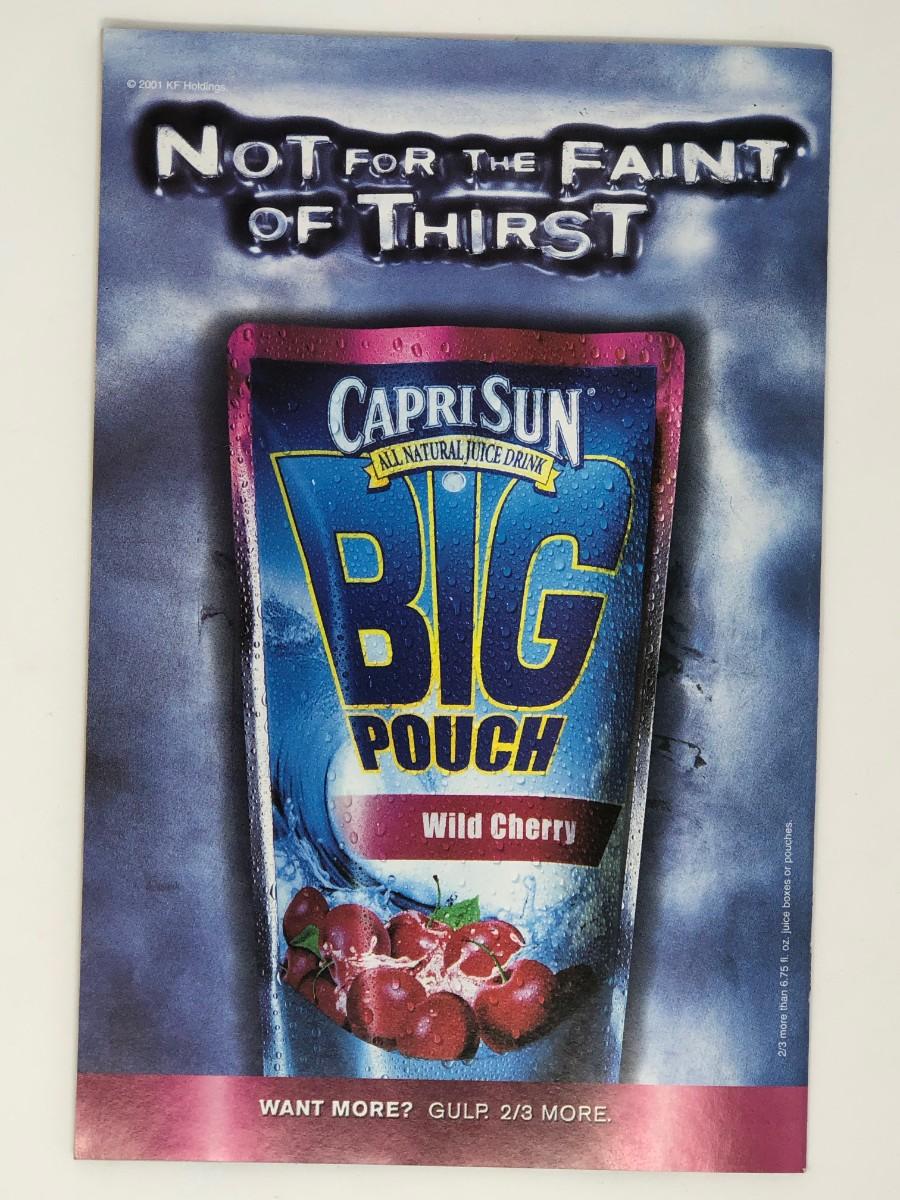 © 2001 KF Holdings.
NOT FOR THE FAINT
OF THIRST
CAPRI SUN®
ALL NATURAL JUICE DRINK
BIG
POUCH
Wild Cherry
2/3 more than 6.75 fl. oz. juice boxes or pouches.
WANT MORE? GULP. 2/3 MORE.